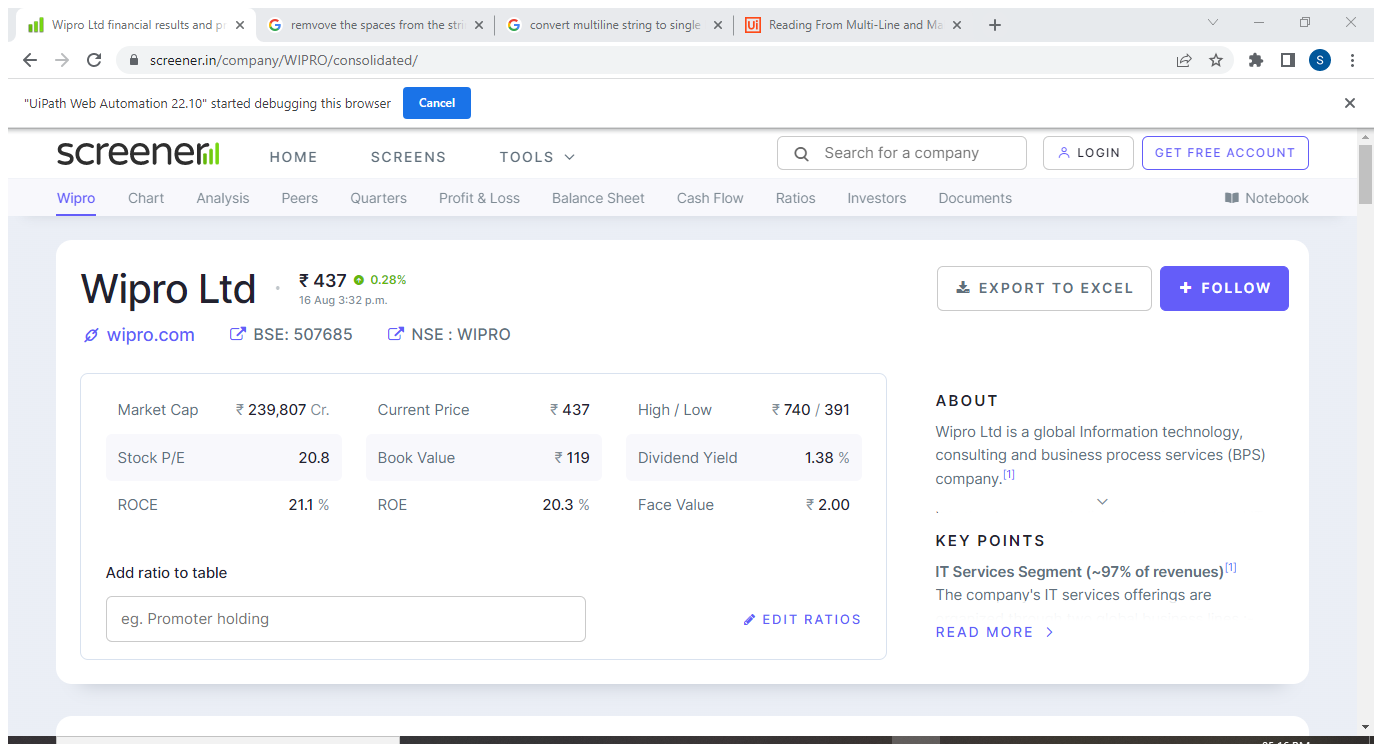 Wipro Ltd financial results and pr
remvove the spaces from the stri
convert multiline string to single
Ui Reading From Multi-Line and Ma
screener.in/company/WIPRO/consolidated/
S
"UiPath Web Automation 22.10" started debugging this browser Cancel
screener HOME SCREENS TOOLS Search for a company LOGIN GET FREE ACCOUNT
Wipro Chart Analysis Peers Quarters Profit & Loss Balance Sheet Cash Flow Ratios Investors Documents Notebook
Wipro Ltd · ₹ 437 0.28%
16 Aug 3:32 p.m.
EXPORT TO EXCEL + FOLLOW
wipro.com BSE: 507685 NSE : WIPRO
Market Cap ₹ 239,807 Cr. Current Price ₹ 437 High / Low ₹ 740 / 391
Stock P/E 20.8 Book Value ₹ 119 Dividend Yield 1.38 %
ROCE 21.1 % ROE 20.3 % Face Value ₹ 2.00
Add ratio to table
eg. Promoter holding
EDIT RATIOS
ABOUT
Wipro Ltd is a global Information technology,
consulting and business process services (BPS)
company.[1]
.
KEY POINTS
IT Services Segment (~97% of revenues)[1]
The company's IT services offerings are
READ MORE